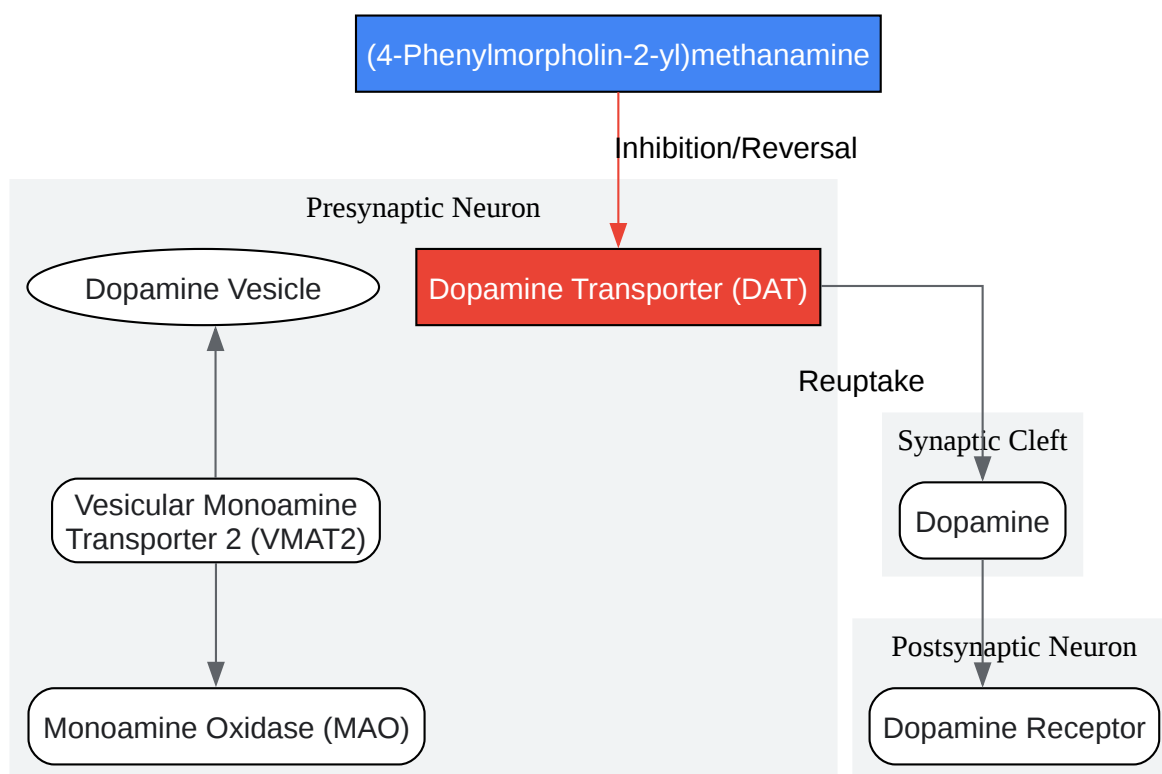 (4-Phenylmorpholin-2-yl)methanamine
Inhibition/Reversal
Presynaptic Neuron
Dopamine Vesicle
Dopamine Transporter (DAT)
Reuptake
Synaptic Cleft
Vesicular Monoamine
Transporter 2 (VMAT2)
Dopamine
Postsynaptic Neuron
Monoamine Oxidase (MAO)
Dopamine Receptor